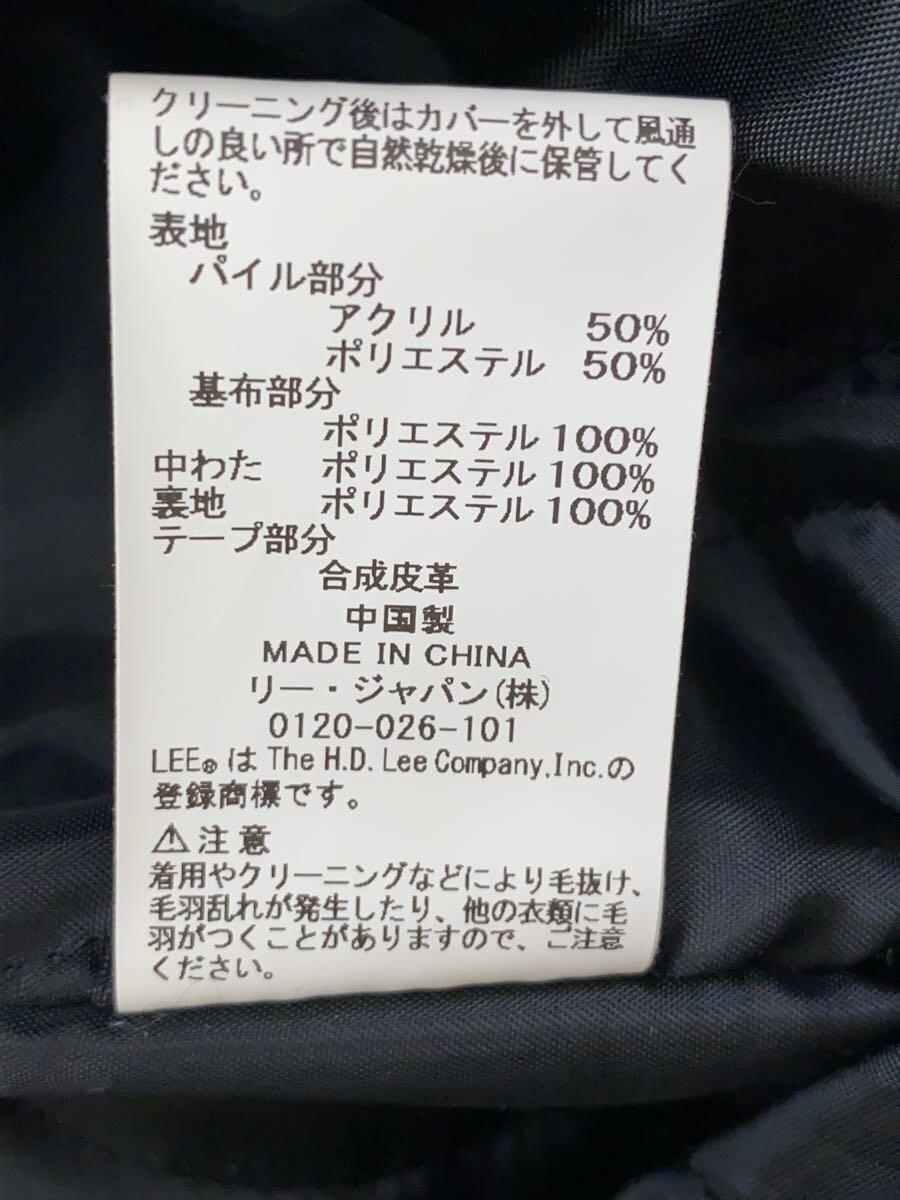 クリーニング後はカバーを外して風通
しの良い所で自然乾燥後に保管してく
ださい。
表地
パイル部分
アクリル 50%
ポリエステル 50%
基布部分
ポリエステル 100%
中わた ポリエステル 100%
裏地 ポリエステル 100%
テープ部分
合成皮革
中国製
MADE IN CHINA
リー・ジャパン(株)
0120-026-101
LEE®は The H.D. Lee Company,Inc.の
登録商標です。
⚠注意
着用やクリーニングなどにより毛抜け、
毛羽乱れが発生したり、他の衣類に毛
羽がつくことがありますので、ご注意
ください。